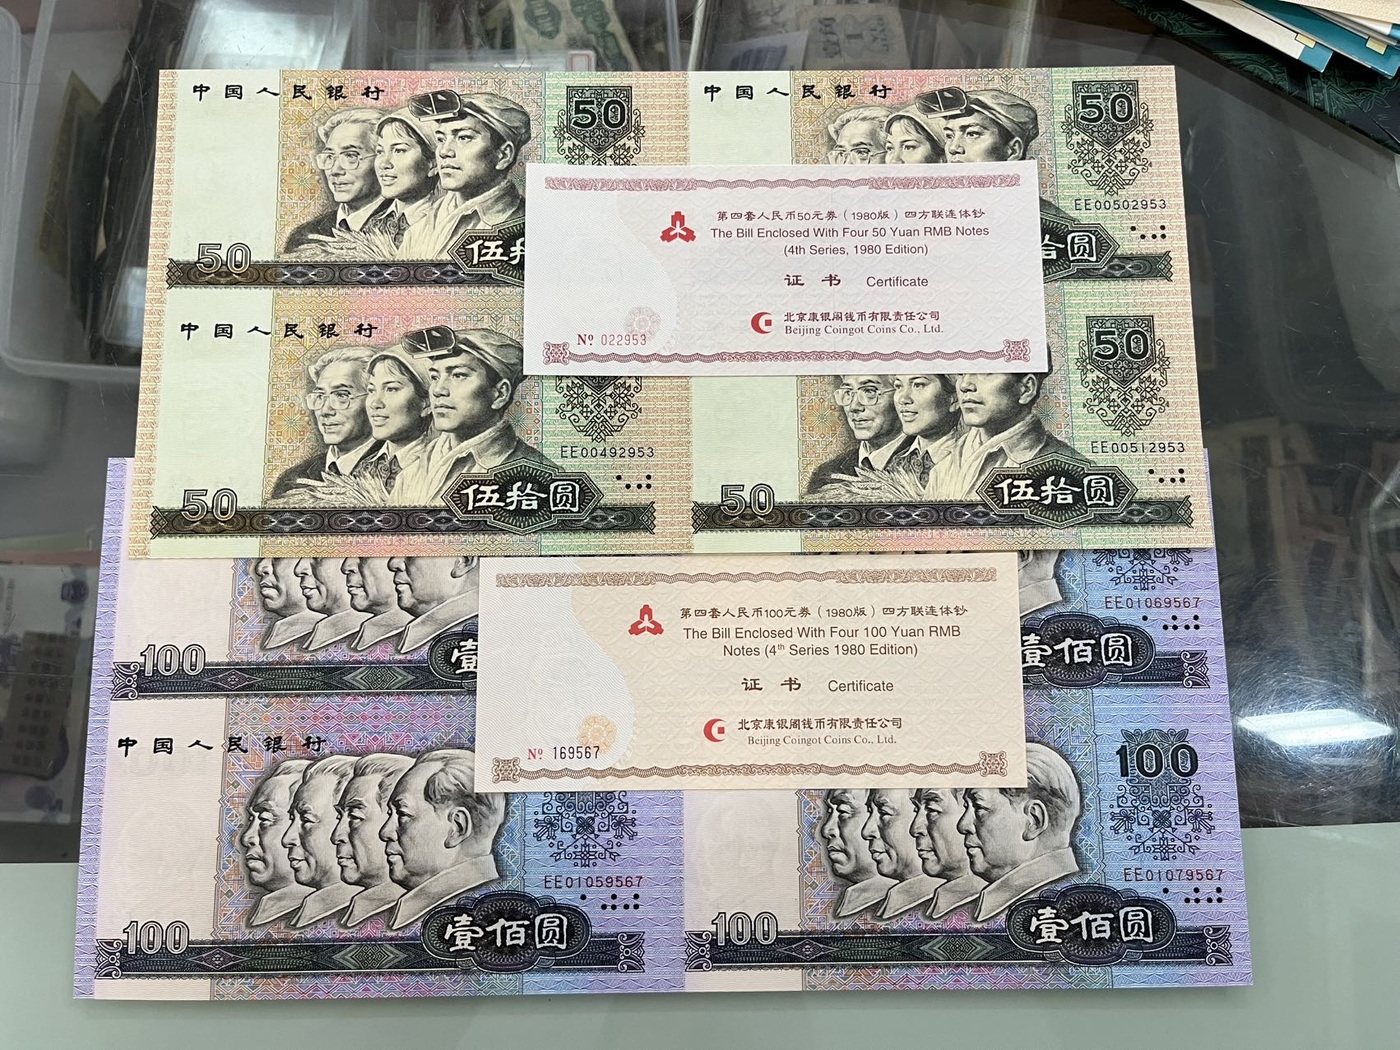 中国人民银行
50
中国人民银行
50
EE00502953
50
伍拾
拾圆
第四套人民币50元券（1980版）四方联连体钞
The Bill Enclosed With Four 50 Yuan RMB Notes
(4th Series, 1980 Edition)
证书 Certificate
北京康银阁钱币有限责任公司
Beijing Coingot Coins Co., Ltd.
Nº 022953
中国人民银行
50
EE00492953
EE00512953
50
伍拾圆
50
伍拾圆
EE01069567
100
壹
壹佰圆
第四套人民币100元券（1980版）四方联连体钞
The Bill Enclosed With Four 100 Yuan RMB
Notes (4th Series 1980 Edition)
证书 Certificate
北京康银阁钱币有限责任公司
Beijing Coingot Coins Co., Ltd.
Nº 169567
中国人民银行
100
EE01059567
EE01079567
100
壹佰圆
100
壹佰圆